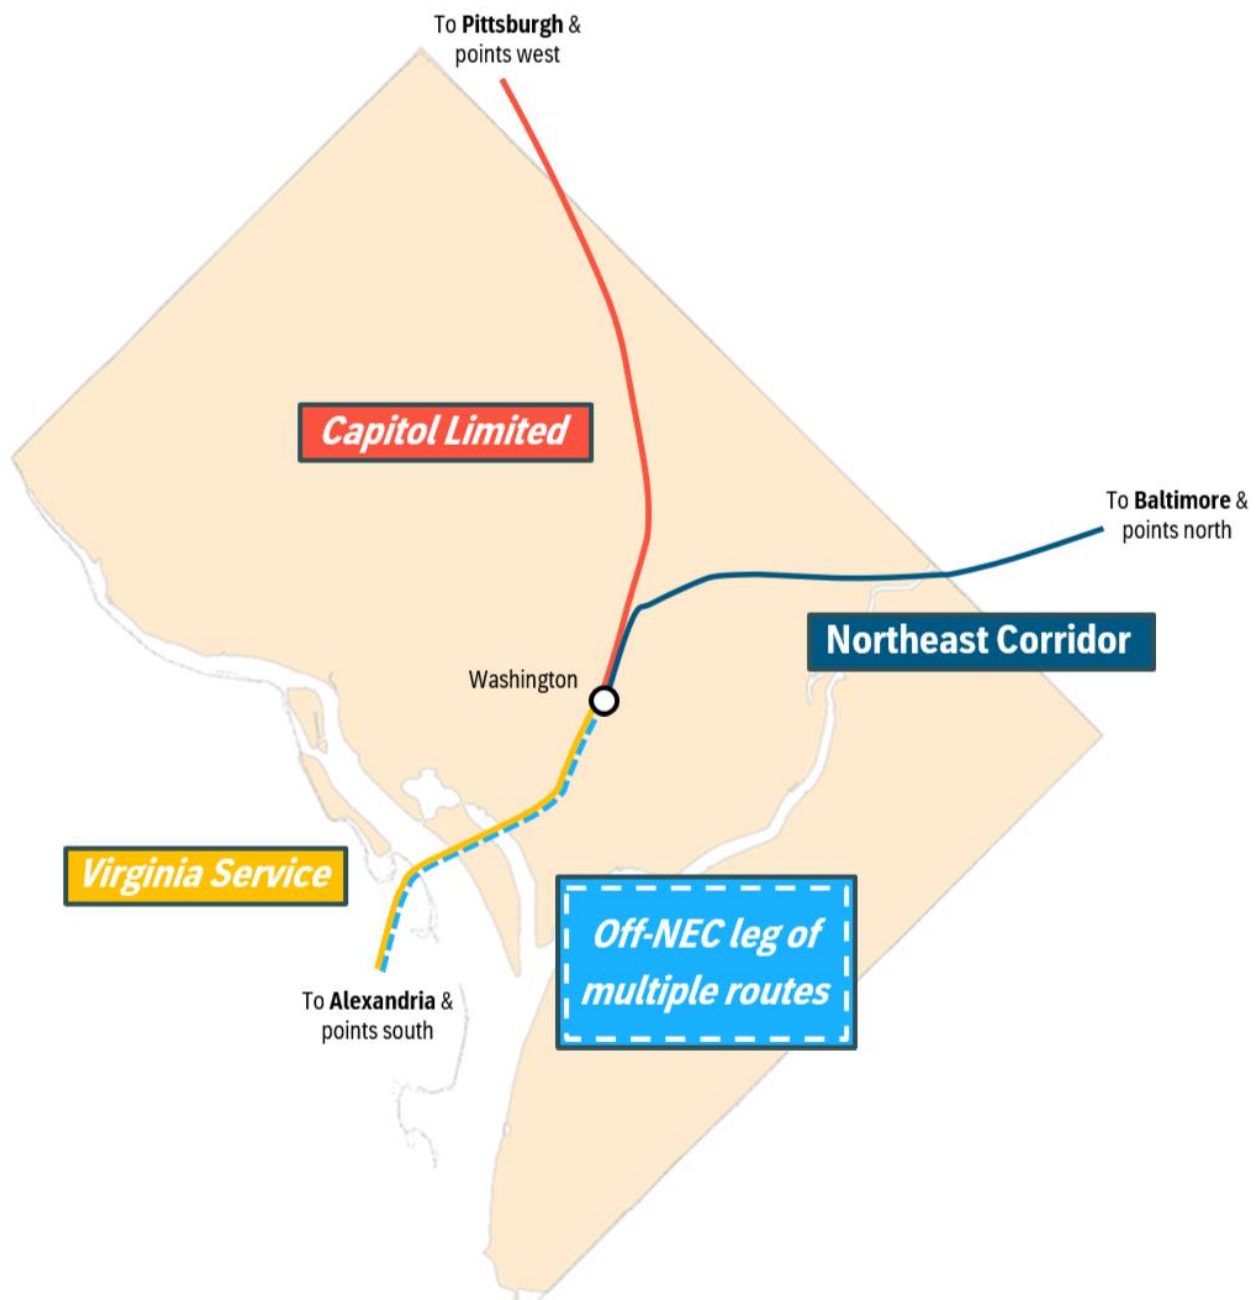 To Pittsburgh &
points west
Capitol Limited
To Baltimore &
points north
Northeast Corridor
Washington
Virginia Service
Off-NEC leg of
multiple routes
To Alexandria &
points south